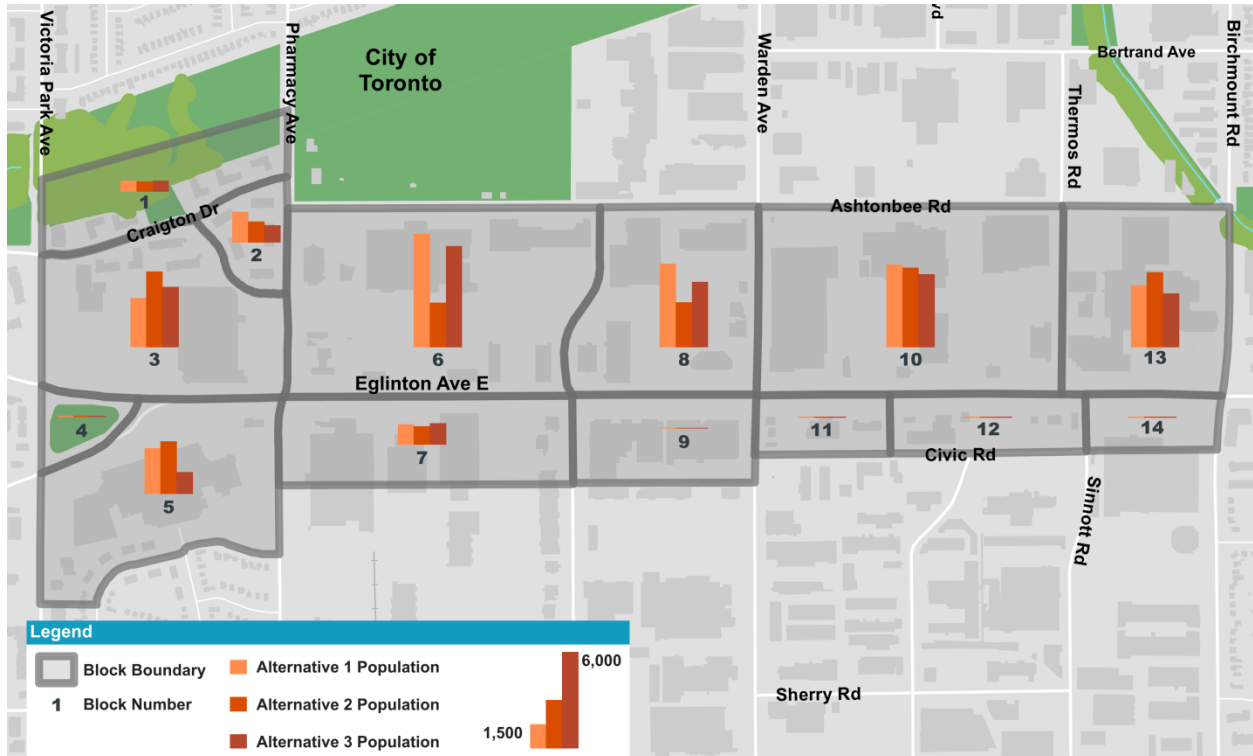 Victoria Park Ave
Pharmacy Ave
City of
Toronto
Warden Ave
vd
Bertrand Ave
Thermos Rd
Birchmount Rd
1
Craigton Dr
2
Ashtonbee Rd
3
6
8
10
13
Eglinton Ave E
4
7
9
11
12
14
Civic Rd
5
Sinnott Rd
Legend
Block Boundary
1 Block Number
Alternative 1 Population
Alternative 2 Population
Alternative 3 Population
6,000
1,500
Sherry Rd